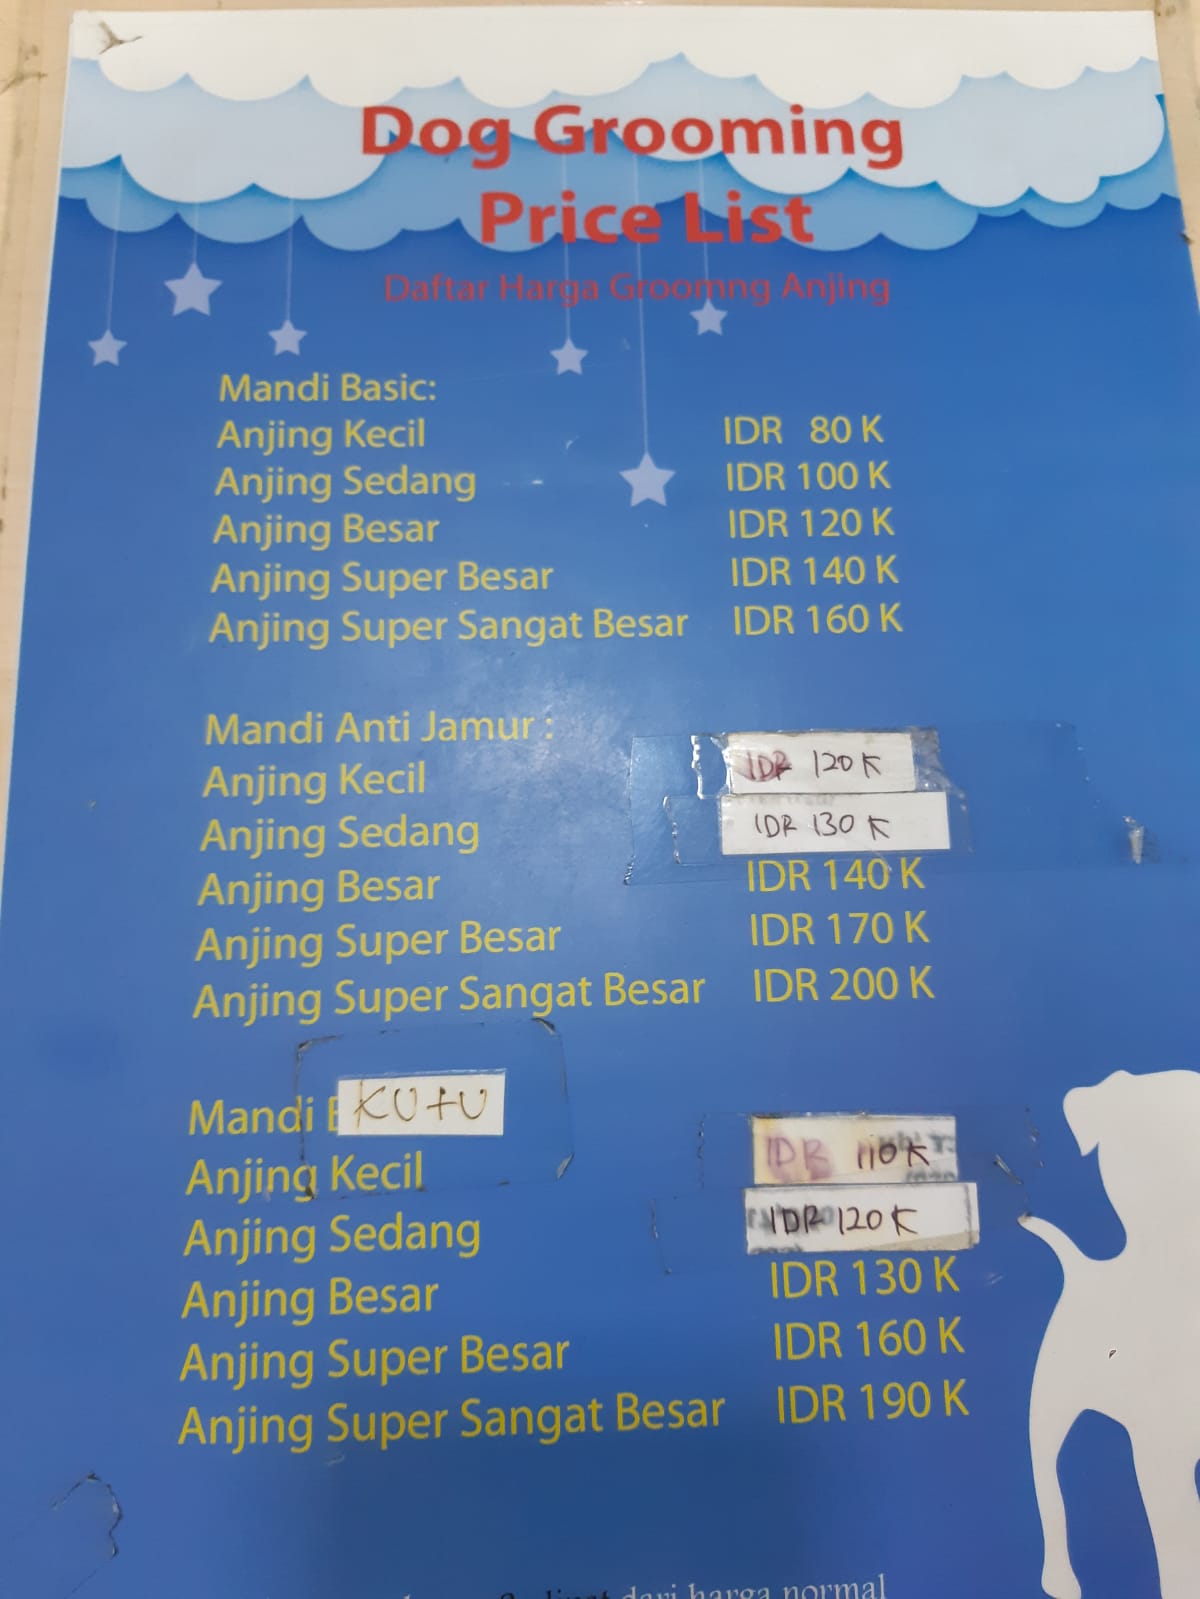 Dog Grooming
Price List
Daftar Harga Groomng Anjing
Mandi Basic:
Anjing Kecil IDR 80 K
Anjing Sedang IDR 100 K
Anjing Besar IDR 120 K
Anjing Super Besar IDR 140 K
Anjing Super Sangat Besar IDR 160 K
Mandi Anti Jamur :
Anjing Kecil IDR 120 K
Anjing Sedang IDR 130 K
Anjing Besar IDR 140 K
Anjing Super Besar IDR 170 K
Anjing Super Sangat Besar IDR 200 K
Mandi KUTU
Anjing Kecil IDR 110 K
Anjing Sedang IDR 120 K
Anjing Besar IDR 130 K
Anjing Super Besar IDR 160 K
Anjing Super Sangat Besar IDR 190 K
dari harga normal